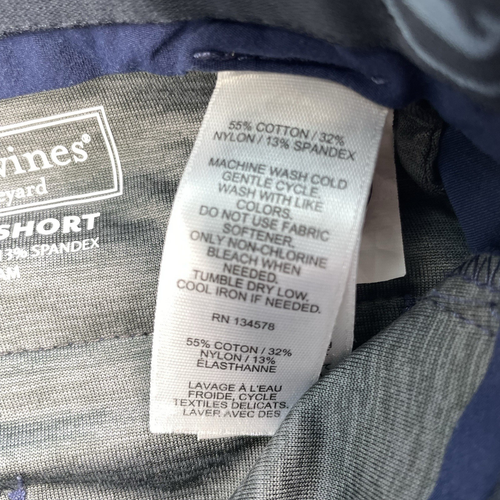 vines®
yard
SHORT
13% SPANDEX
55% COTTON / 32%
NYLON / 13% SPANDEX
MACHINE WASH COLD
GENTLE CYCLE.
WASH WITH LIKE
COLORS.
DO NOT USE FABRIC
SOFTENER.
ONLY NON-CHLORINE
BLEACH WHEN
NEEDED.
TUMBLE DRY LOW.
COOL IRON IF NEEDED.
RN 134578
55% COTTON / 32%
NYLON / 13%
ÉLASTHANNE
LAVAGE À L'EAU
FROIDE, CYCLE
TEXTILES DÉLICATS.
LAVER AVEC DES